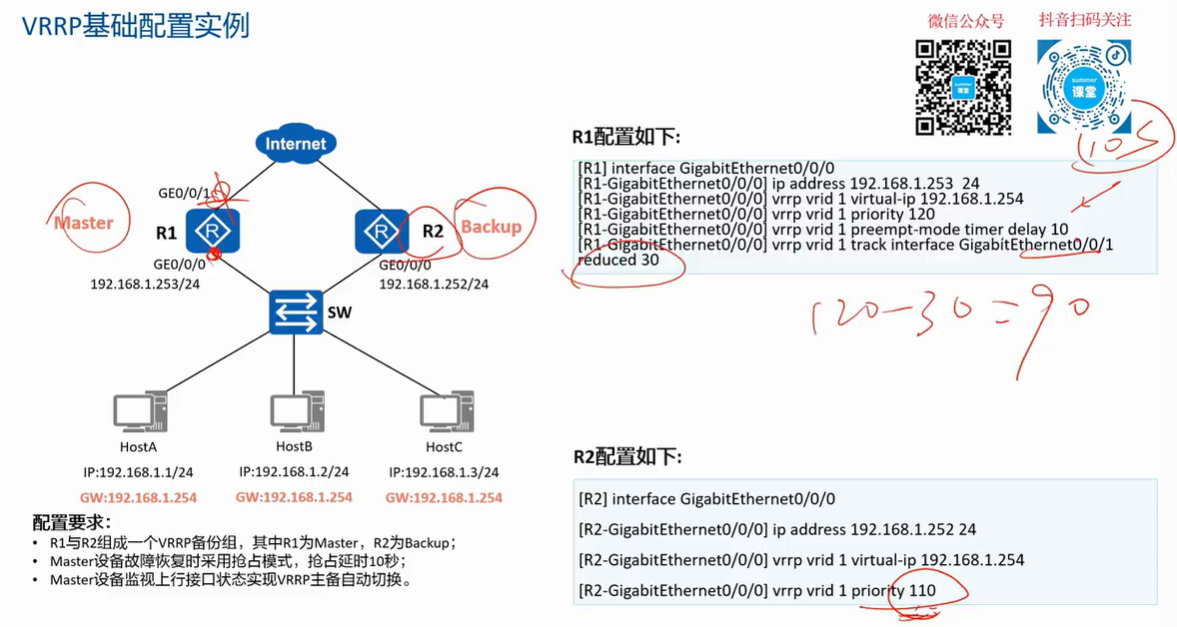 VRRP基础配置实例
微信公众号
抖音扫码关注
summer
课堂
summer
课堂
105
Internet
GE0/0/1
Master
R
R1
R
R2
Backup
GE0/0/0
GE0/0/0
192.168.1.253/24
192.168.1.252/24
SW
HostA
HostB
HostC
IP:192.168.1.1/24
IP:192.168.1.2/24
IP:192.168.1.3/24
GW:192.168.1.254
GW:192.168.1.254
GW:192.168.1.254
配置要求：
• R1与R2组成一个VRRP备份组，其中R1为Master，R2为Backup；
• Master设备故障恢复时采用抢占模式，抢占延时10秒；
• Master设备监视上行接口状态实现VRRP主备自动切换。
R1配置如下:
[R1] interface GigabitEthernet0/0/0
[R1-GigabitEthernet0/0/0] ip address 192.168.1.253 24
[R1-GigabitEthernet0/0/0] vrrp vrid 1 virtual-ip 192.168.1.254
[R1-GigabitEthernet0/0/0] vrrp vrid 1 priority 120
[R1-GigabitEthernet0/0/0] vrrp vrid 1 preempt-mode timer delay 10
[R1-GigabitEthernet0/0/0] vrrp vrid 1 track interface GigabitEthernet0/0/1
reduced 30
120-30=90
R2配置如下:
[R2] interface GigabitEthernet0/0/0
[R2-GigabitEthernet0/0/0] ip address 192.168.1.252 24
[R2-GigabitEthernet0/0/0] vrrp vrid 1 virtual-ip 192.168.1.254
[R2-GigabitEthernet0/0/0] vrrp vrid 1 priority 110